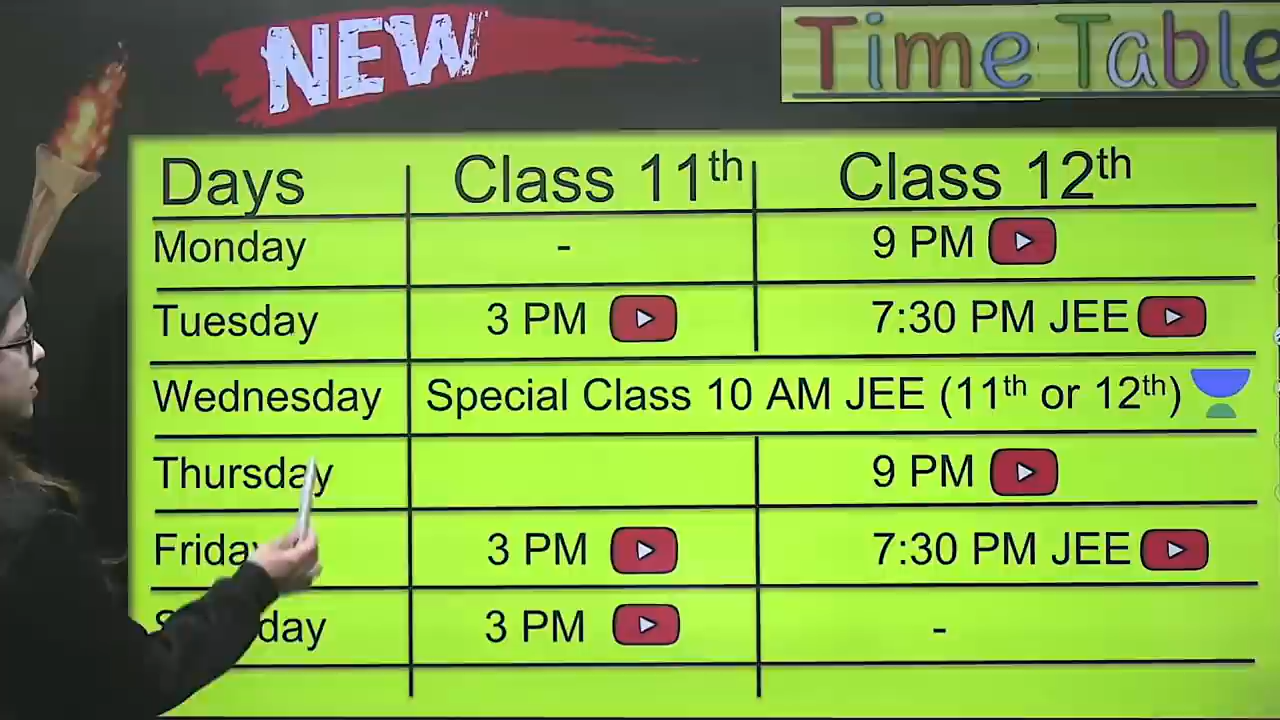 NEW
Time Table
Days Class 11th Class 12th
Monday - 9 PM
Tuesday 3 PM 7:30 PM JEE
Wednesday Special Class 10 AM JEE (11th or 12th)
Thursday 9 PM
Friday 3 PM 7:30 PM JEE
3 PM -